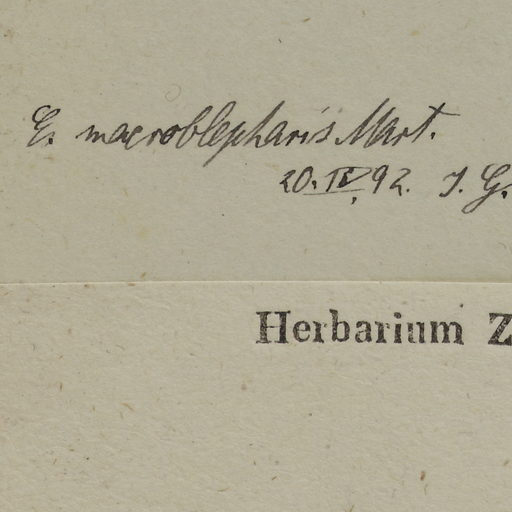 E. macroblepharis Mart.
20. IV. 92. J. G.
Herbarium Z